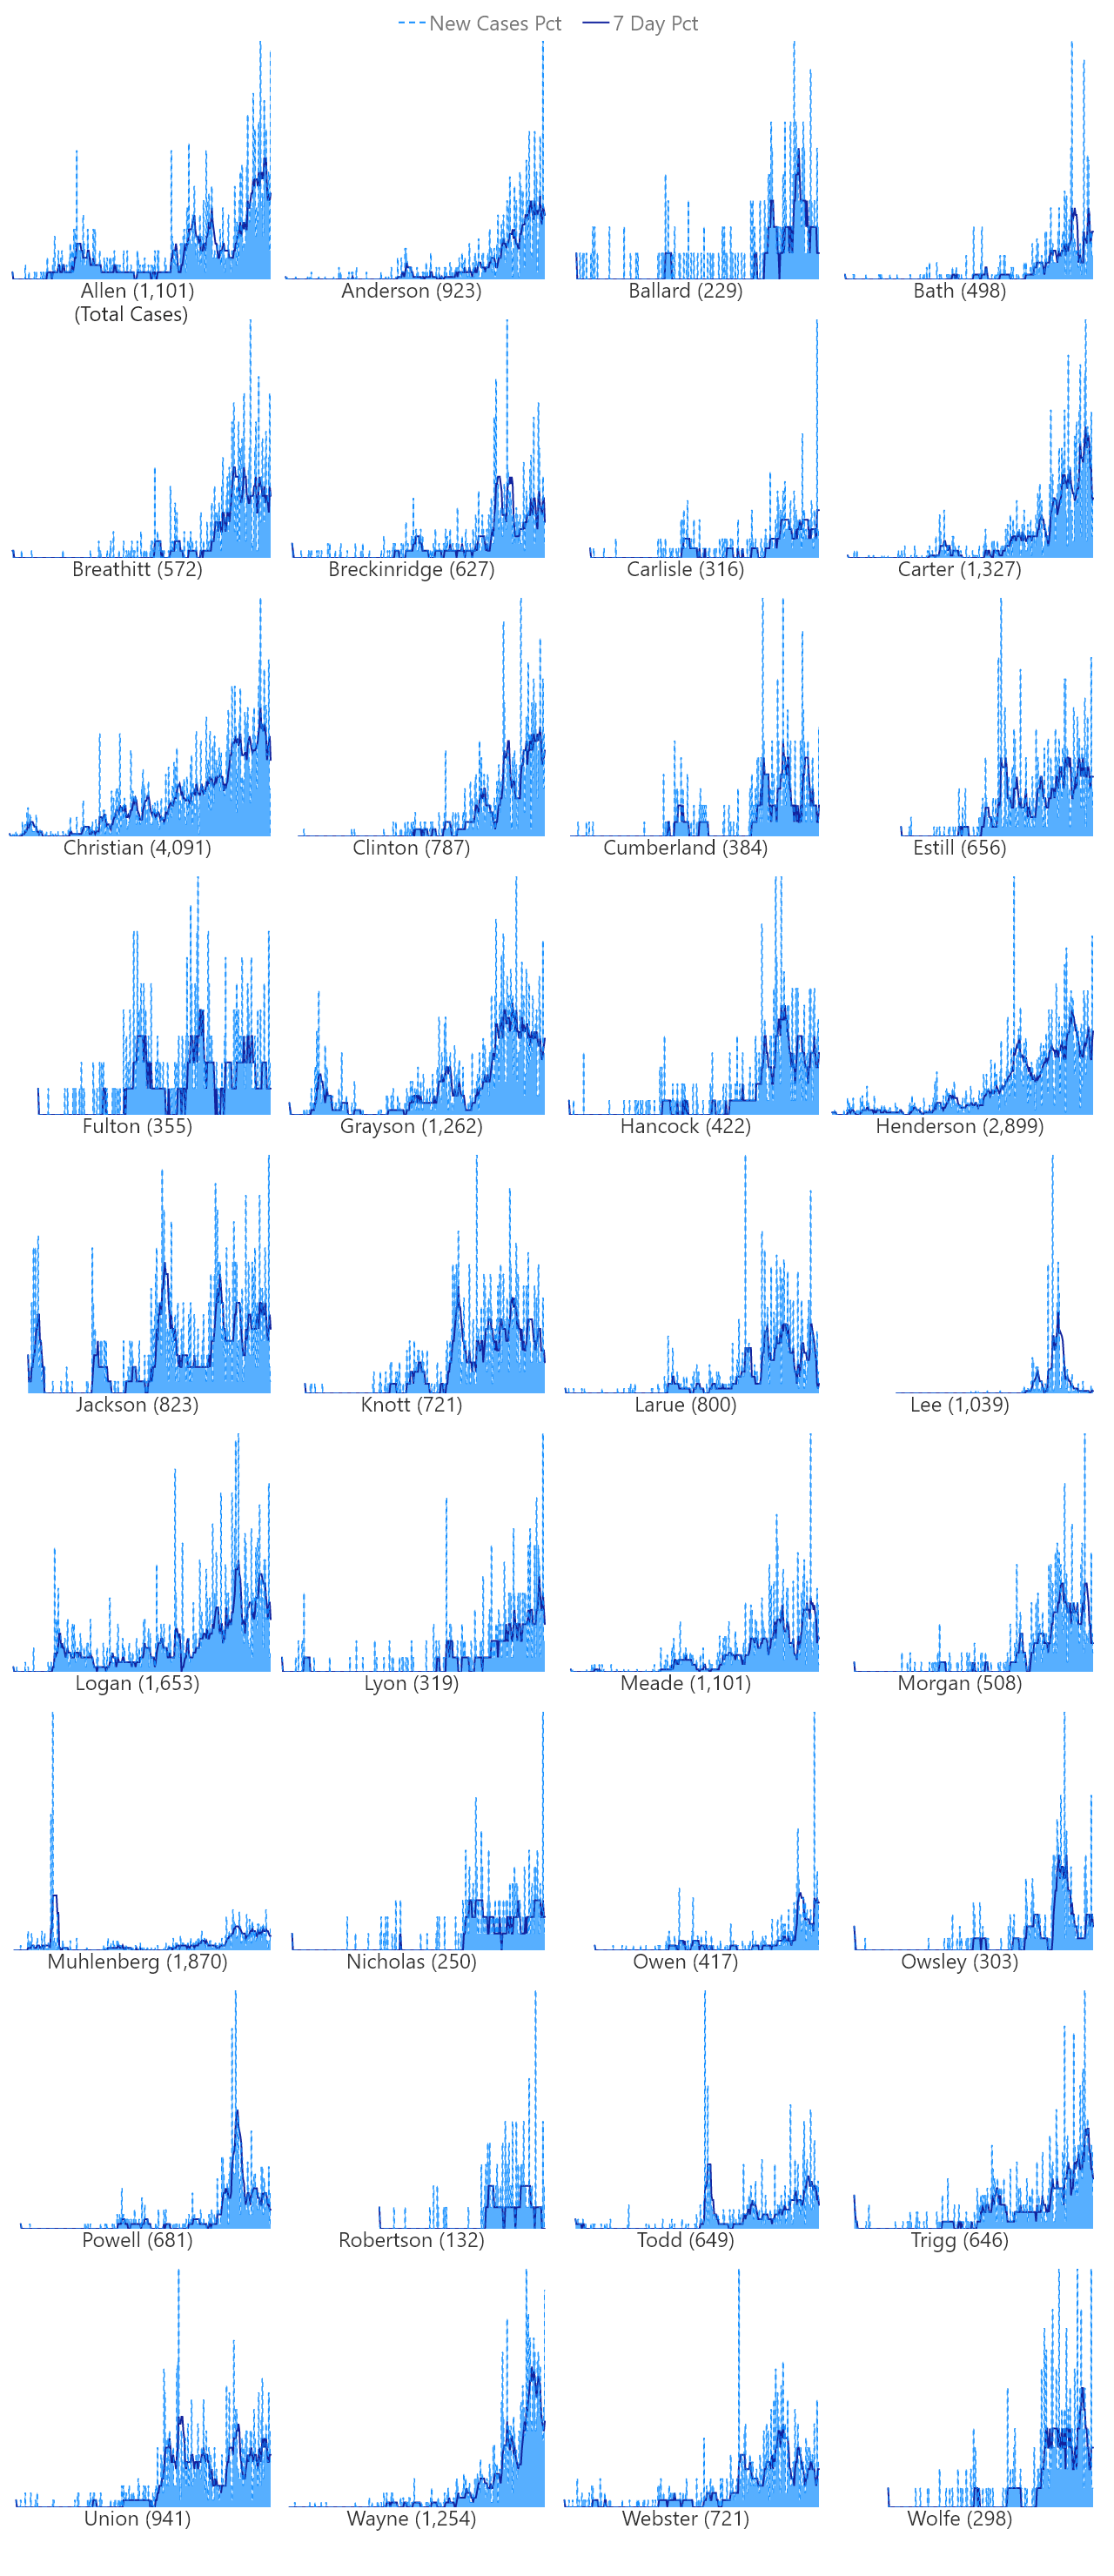 New Cases Pct 7 Day Pct
Allen (1,101) Anderson (923) Ballard (229) Bath (498)
(Total Cases)
Breathitt (572) Breckinridge (627) Carlisle (316) Carter (1,327)
Christian (4,091) Clinton (787) Cumberland (384) Estill (656)
Fulton (355) Grayson (1,262) Hancock (422) Henderson (2,899)
Jackson (823) Knott (721) Larue (800) Lee (1,039)
Logan (1,653) Lyon (319) Meade (1,101) Morgan (508)
Muhlenberg (1,870) Nicholas (250) Owen (417) Owsley (303)
Powell (681) Robertson (132) Todd (649) Trigg (646)
Union (941) Wayne (1,254) Webster (721) Wolfe (298)